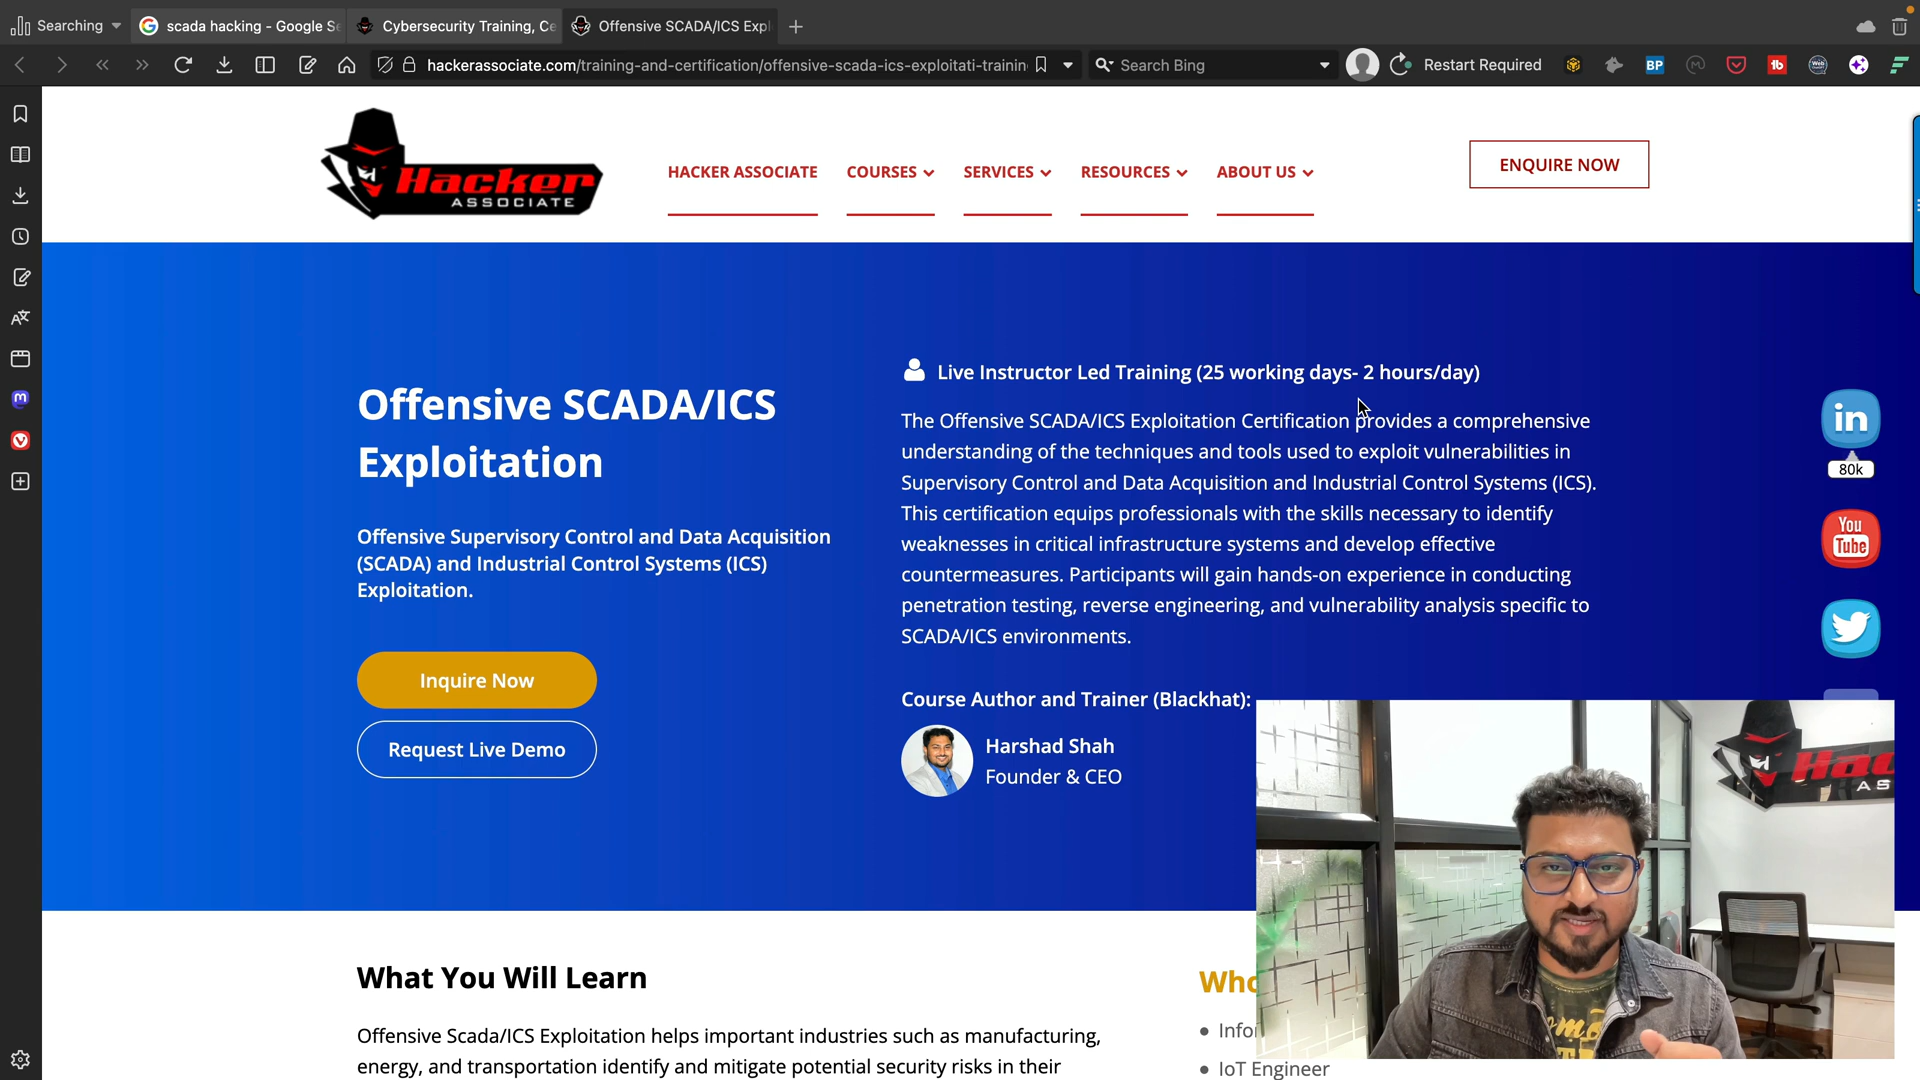 Searching
scada hacking - Google Se
Cybersecurity Training, Ce
Offensive SCADA/ICS Expl
hackerassociate.com/training-and-certification/offensive-scada-ics-exploitati-trainin
Search Bing
Restart Required
BP
Hacker
ASSOCIATE
HACKER ASSOCIATE
COURSES
SERVICES
RESOURCES
ABOUT US
ENQUIRE NOW
Offensive SCADA/ICS
Exploitation
Offensive Supervisory Control and Data Acquisition
(SCADA) and Industrial Control Systems (ICS)
Exploitation.
Inquire Now
Request Live Demo
Live Instructor Led Training (25 working days- 2 hours/day)
The Offensive SCADA/ICS Exploitation Certification provides a comprehensive
understanding of the techniques and tools used to exploit vulnerabilities in
Supervisory Control and Data Acquisition and Industrial Control Systems (ICS).
This certification equips professionals with the skills necessary to identify
weaknesses in critical infrastructure systems and develop effective
countermeasures. Participants will gain hands-on experience in conducting
penetration testing, reverse engineering, and vulnerability analysis specific to
SCADA/ICS environments.
Course Author and Trainer (Blackhat):
Harshad Shah
Founder & CEO
in
80k
You
Tube
Hac
AS
What You Will Learn
Offensive Scada/ICS Exploitation helps important industries such as manufacturing,
energy, and transportation identify and mitigate potential security risks in their
Who
Infor
IoT Engineer